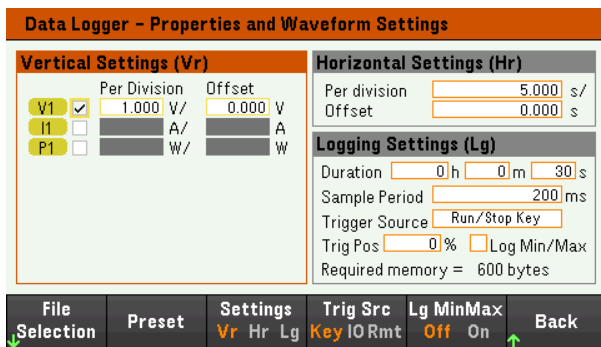 Data Logger – Properties and Waveform Settings
Vertical Settings (Vr)
Per Division Offset
V1 1.000 V/ 0.000 V
I1 A/ A
P1 W/ W
Horizontal Settings (Hr)
Per division 5.000 s/
Offset 0.000 s
Logging Settings (Lg)
Duration 0 h 0 m 30 s
Sample Period 200 ms
Trigger Source Run/Stop Key
Trig Pos 0 % Log Min/Max
Required memory = 600 bytes
File Selection
Preset
Settings
Vr Hr Lg
Trig Src
Key IO Rmt
Lg MinMax
Off On
Back